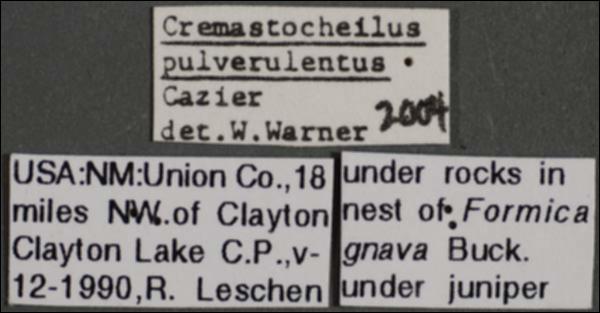 Cremastocheilus
pulverulentus
Cazier
det.W.Warner 2004
USA:NM:Union Co.,18
miles NW.of Clayton
Clayton Lake C.P.,v-
12-1990,R. Leschen
under rocks in
nest of: Formica
gnava Buck.
under juniper